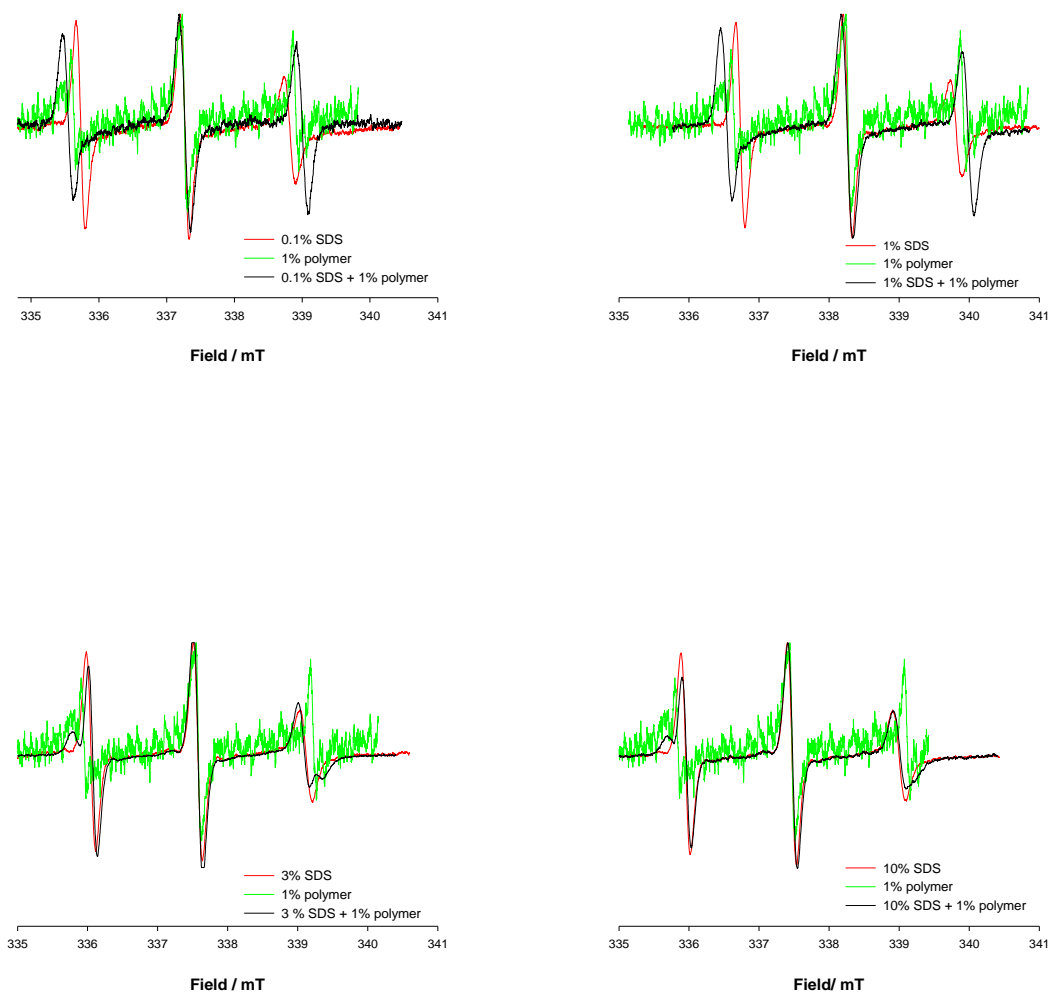 0.1% SDS
1% polymer
0.1% SDS + 1% polymer
335 336 337 338 339 340 341
Field / mT
1% SDS
1% polymer
1% SDS + 1% polymer
335 336 337 338 339 340 341
Field / mT
3% SDS
1% polymer
3 % SDS + 1% polymer
335 336 337 338 339 340 341
Field / mT
10% SDS
1% polymer
10% SDS + 1% polymer
335 336 337 338 339 340 341
Field/ mT